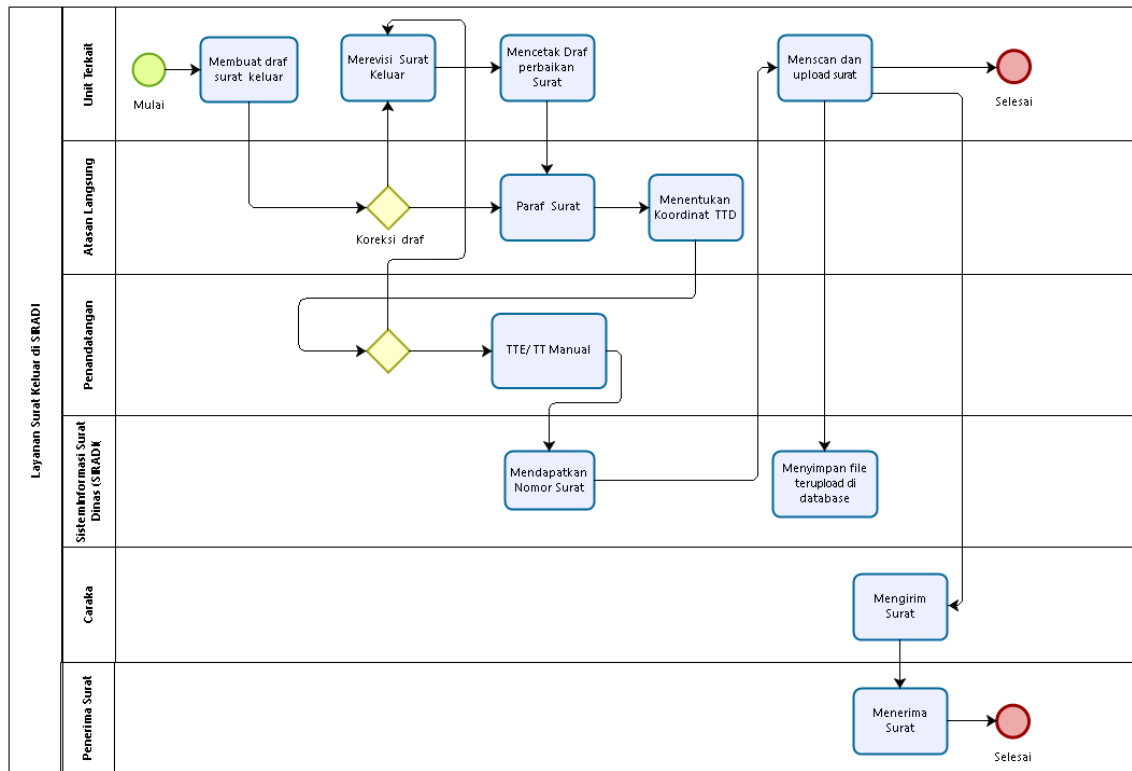 Layanan Surat Keluar di SIRADI
Unit Terkait
Mulai
Membuat draf
surat keluar
Merevisi Surat
Keluar
Mencetak Draf
perbaikan
Surat
Menscan dan
upload surat
Selesai
Atasan Langsung
Koreksi draf
Paraf Surat
Menentukan
Koordinat TTD
Penandatangan
TTE/ TT Manual
Sistem Informasi Surat
Dinas (SIRADI(
Mendapatkan
Nomor Surat
Menyimpan file
terupload di
database
Caraka
Mengirim
Surat
Penerima Surat
Menerima
Surat
Selesai